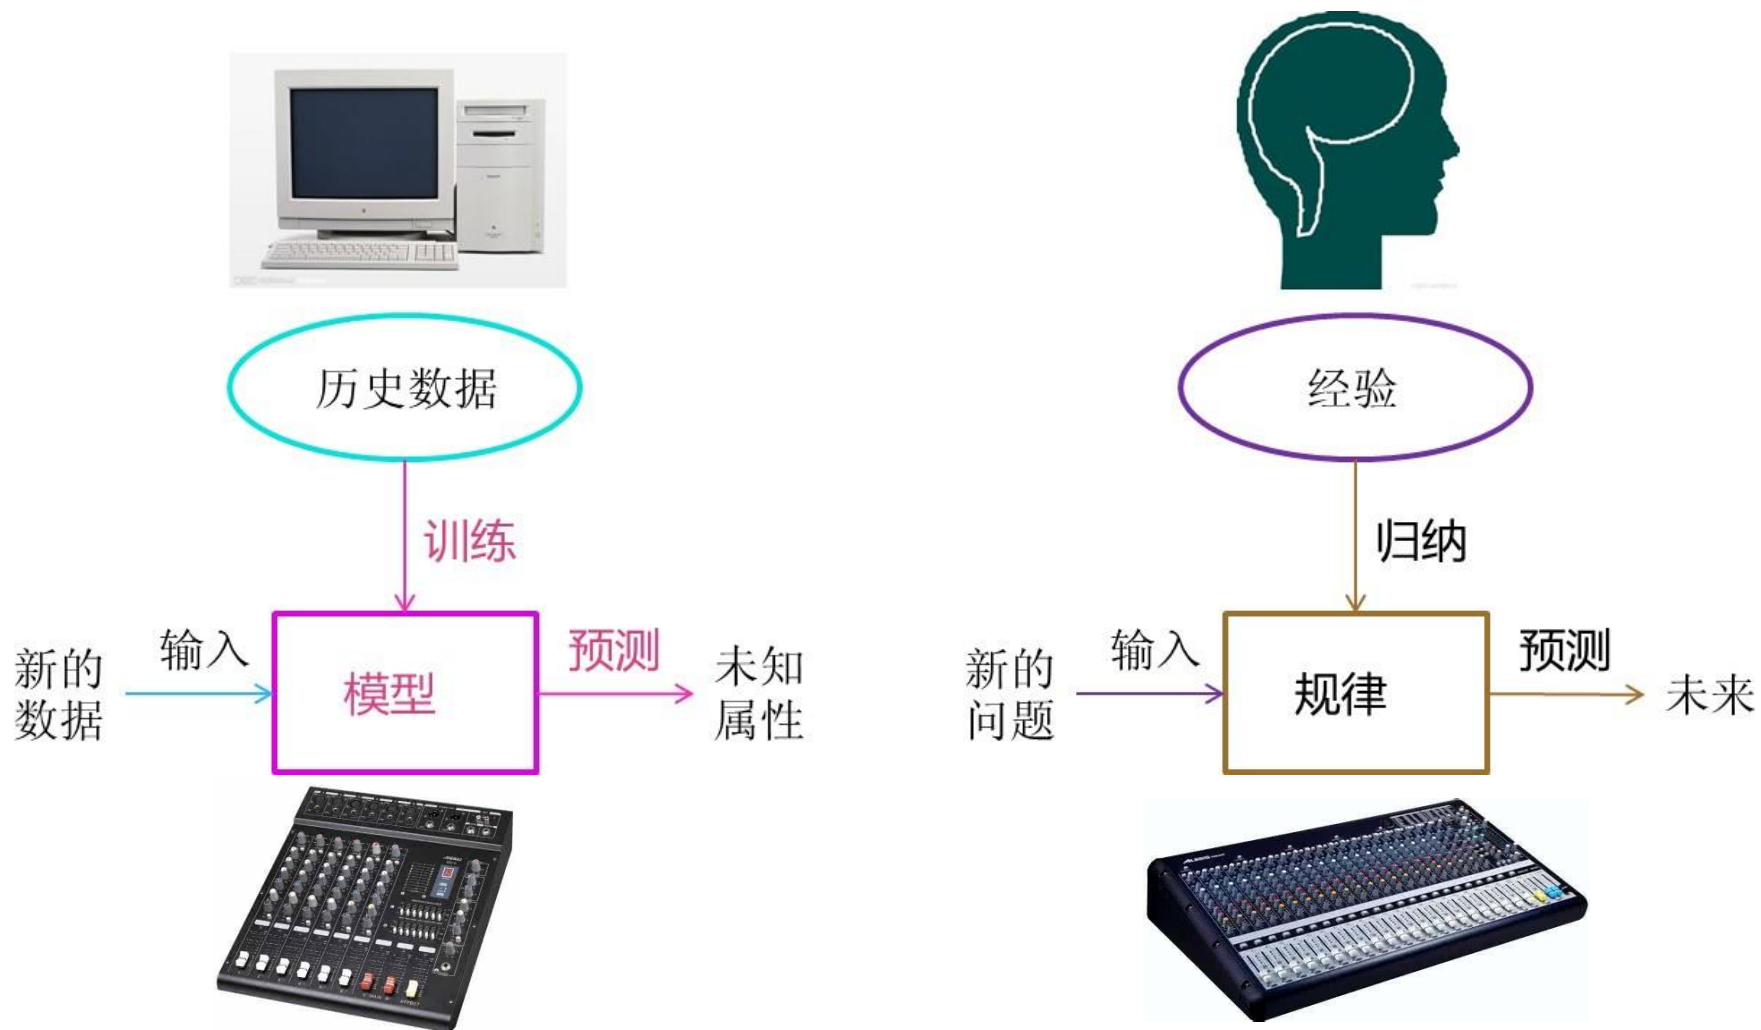 历史数据
经验
训练
归纳
输入
预测
新的
数据
模型
未知
属性
输入
预测
新的
问题
规律
未来